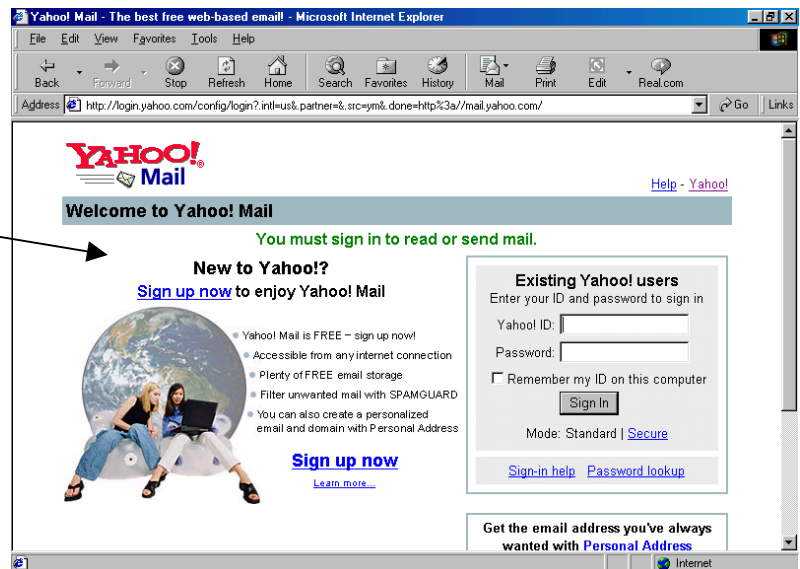 Yahoo! Mail - The best free web-based email! - Microsoft Internet Explorer
File Edit View Favorites Tools Help
Back Forward Stop Refresh Home Search Favorites History Mail Print Edit Real.com
Address http://login.yahoo.com/config/login?.intl=us&.partner=&.src=ym&.done=http%3a//mail.yahoo.com/ Go Links
YAHOO!®
Mail
Help - Yahoo!
Welcome to Yahoo! Mail
You must sign in to read or send mail.
New to Yahoo!?
Sign up now to enjoy Yahoo! Mail
Yahoo! Mail is FREE – sign up now!
Accessible from any internet connection
Plenty of FREE email storage
Filter unwanted mail with SPAMGUARD
You can also create a personalized
email and domain with Personal Address
Sign up now
Learn more...
Existing Yahoo! users
Enter your ID and password to sign in
Yahoo! ID:
Password:
Remember my ID on this computer
Sign In
Mode: Standard | Secure
Sign-in help Password lookup
Get the email address you've always
wanted with Personal Address
Internet